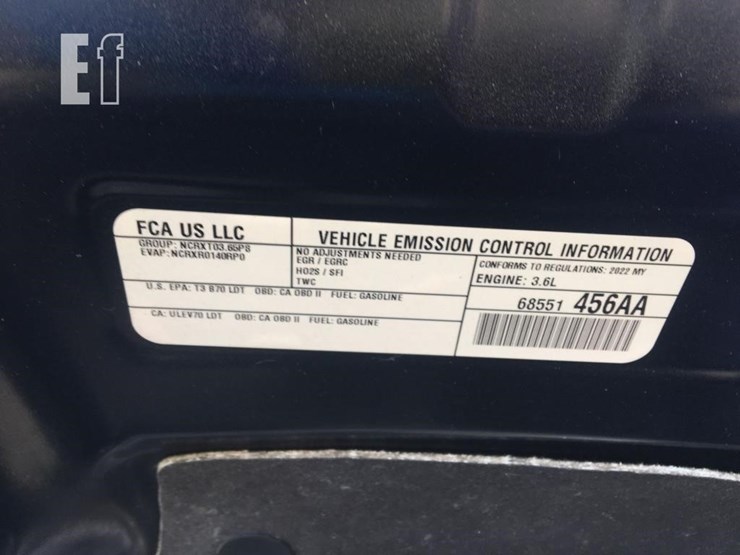 Ef
FCA US LLC
GROUP: NCRXT03.65P8
EVAP: NCRXR0140RP0
VEHICLE EMISSION CONTROL INFORMATION
NO ADJUSTMENTS NEEDED
EGR / EGRC
HO2S / SFI
TWC
CONFORMS TO REGULATIONS: 2022 MY
ENGINE: 3.6L
U.S. EPA: T3 B70 LDT OBD: CA OBD II FUEL: GASOLINE
CA: ULEV70 LDT OBD: CA OBD II FUEL: GASOLINE
68551 456AA